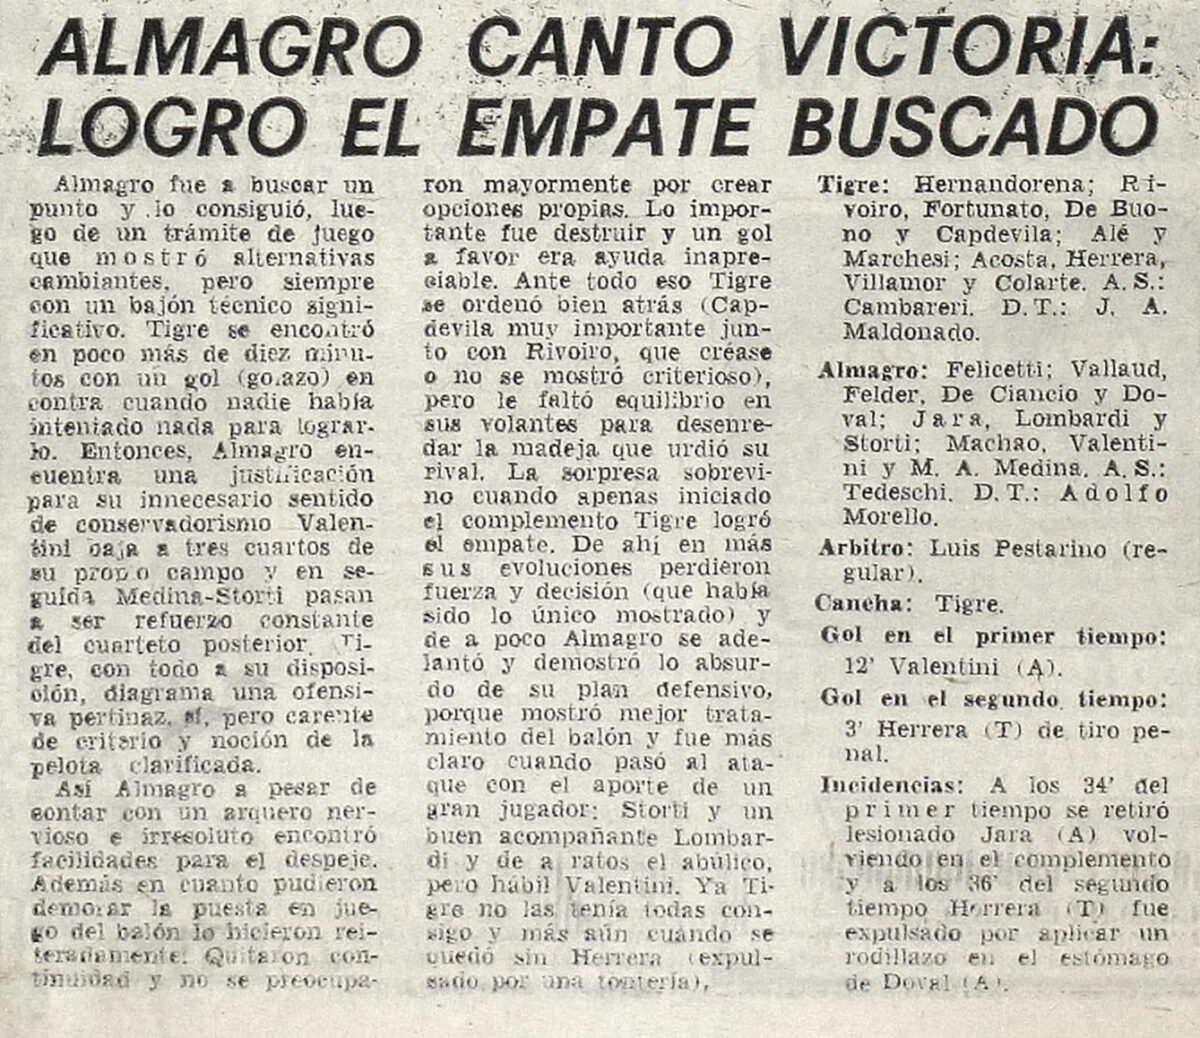 ALMAGRO CANTO VICTORIA:
LOGRO EL EMPATE BUSCADO
Almagro fue a buscar un
punto y lo consiguió, lue-
go de un trámite de juego
que mostró alternativas
cambiantes, pero siempre
con un bajón técnico signi-
ficativo. Tigre se encontró
en poco más de diez minu-
tos con un gol (golazo) en
contra cuando nadie había
intentado nada para lograr-
lo. Entonces, Almagro en-
cuentra una justificación
para su innecesario sentido
de conservadorismo Valen-
tini baja a tres cuartos de
su propio campo y en se-
guida Medina-Storti pasan
a ser refuerzo constante
del cuarteto posterior. Ti-
gre, con todo a su disposi-
ción, diagrama una ofensi-
va pertinaz, sí, pero carente
de criterio y noción de la
pelota clarificada.
Así Almagro a pesar de
contar con un arquero ner-
vioso e irresoluto encontró
facilidades para el despeje.
Además en cuanto pudieron
demorar la puesta en jue-
go del balón lo hicieron rei-
teradamente. Quitaron con-
tinuidad y no se preocupa-
ron mayormente por crear
opciones propias. Lo impor-
tante fue destruir y un gol
a favor era ayuda inapre-
ciable. Ante todo eso Tigre
se ordenó bien atrás (Cap-
devila muy importante jun-
to con Rivoiro, que créase
o no se mostró criterioso),
pero le faltó equilibrio en
sus volantes para desenre-
dar la madeja que urdió su
rival. La sorpresa sobrevi-
no cuando apenas iniciado
el complemento Tigre logró
el empate. De ahí en más
sus evoluciones perdieron
fuerza y decisión (que había
sido lo único mostrado) y
de a poco Almagro se ade-
lantó y demostró lo absur-
do de su plan defensivo,
porque mostró mejor trata-
miento del balón y fue más
claro cuando pasó al ata-
que con el aporte de un
gran jugador: Storti y un
buen acompañante Lombar-
di y de a ratos el abúlico,
pero hábil Valentini. Ya Ti-
gre no las tenía todas con-
sigo y más aún cuando se
quedó sin Herrera (expul-
sado por una tontería).
Tigre: Hernandorena; Ri-
voiro, Fortunato, De Buo-
no y Capdevila; Alé y
Marchesi; Acosta, Herrera,
Villamor y Colarte. A. S.:
Cambareri. D. T.: J. A.
Maldonado.
Almagro: Felicetti; Vallaud,
Felder, De Ciancio y Do-
val; Jara, Lombardi y
Storti; Machao, Valenti-
ni y M. A. Medina. A. S.:
Tedeschi. D. T.: Adolfo
Morello.
Arbitro: Luis Pestarino (re-
gular).
Cancha: Tigre.
Gol en el primer tiempo:
12' Valentini (A).
Gol en el segundo tiempo:
3' Herrera (T) de tiro pe-
nal.
Incidencias: A los 34' del
primer tiempo se retiró
lesionado Jara (A) vol-
viendo en el complemento
y a los 36' del segundo
tiempo Herrera (T) fue
expulsado por aplicar un
rodillazo en el estómago
de Doval (A).